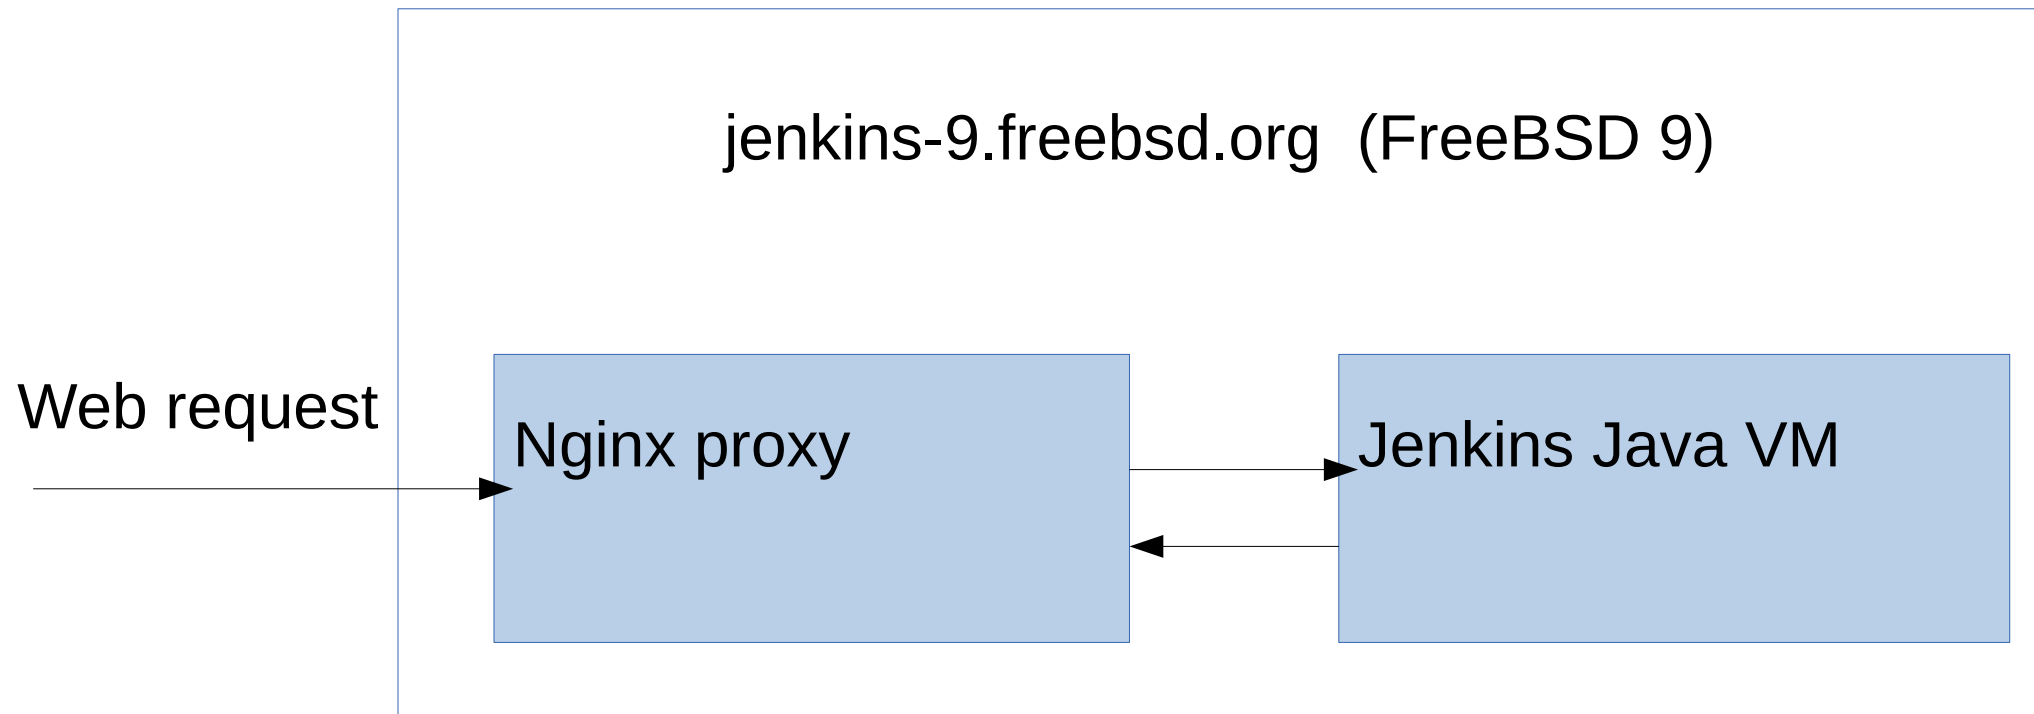 jenkins-9.freebsd.org  (FreeBSD 9)
Web request
Nginx proxy
Jenkins Java VM